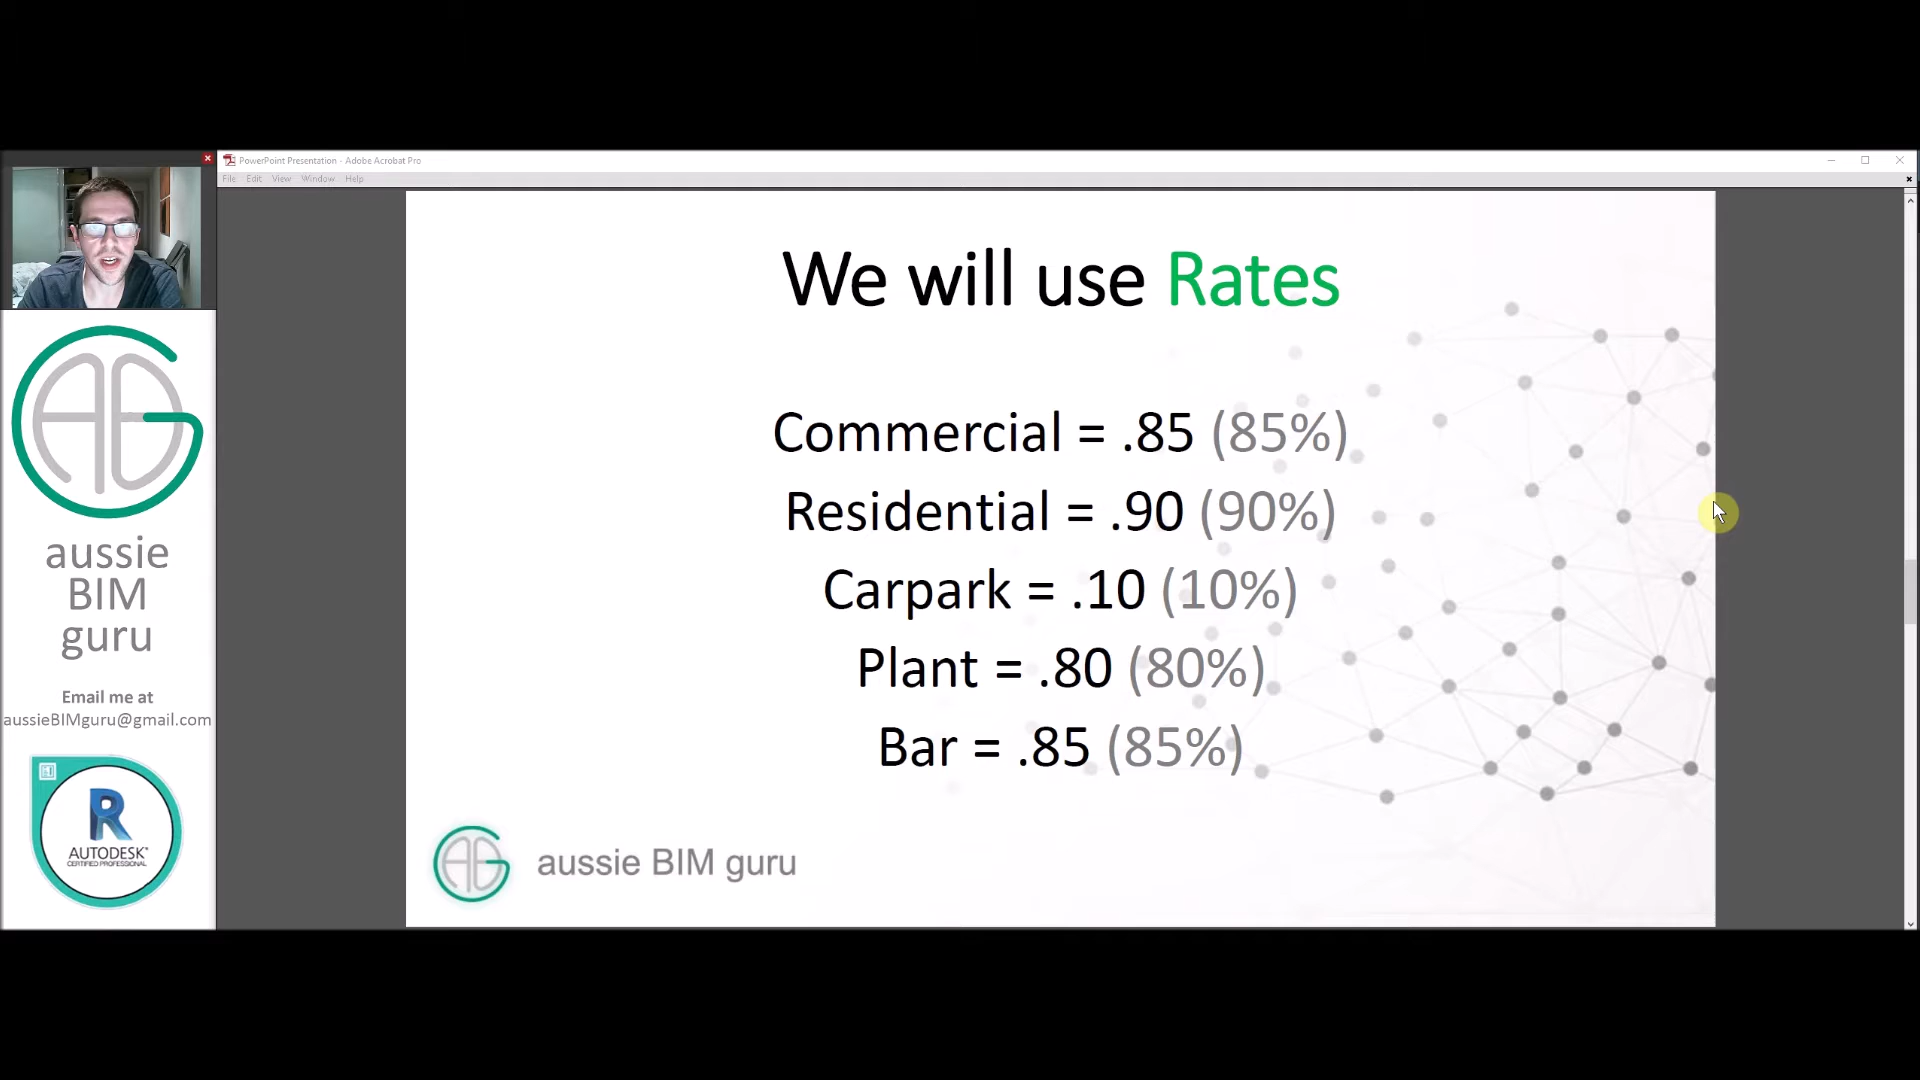 PowerPoint Presentation - Adobe Acrobat Pro
File Edit View Window Help
We will use Rates
Commercial = .85 (85%)
Residential = .90 (90%)
Carpark = .10 (10%)
Plant = .80 (80%)
Bar = .85 (85%)
aussie BIM guru
aussie
BIM
guru
Email me at
aussieBIMguru@gmail.com
R
AUTODESK
CERTIFIED PROFESSIONAL